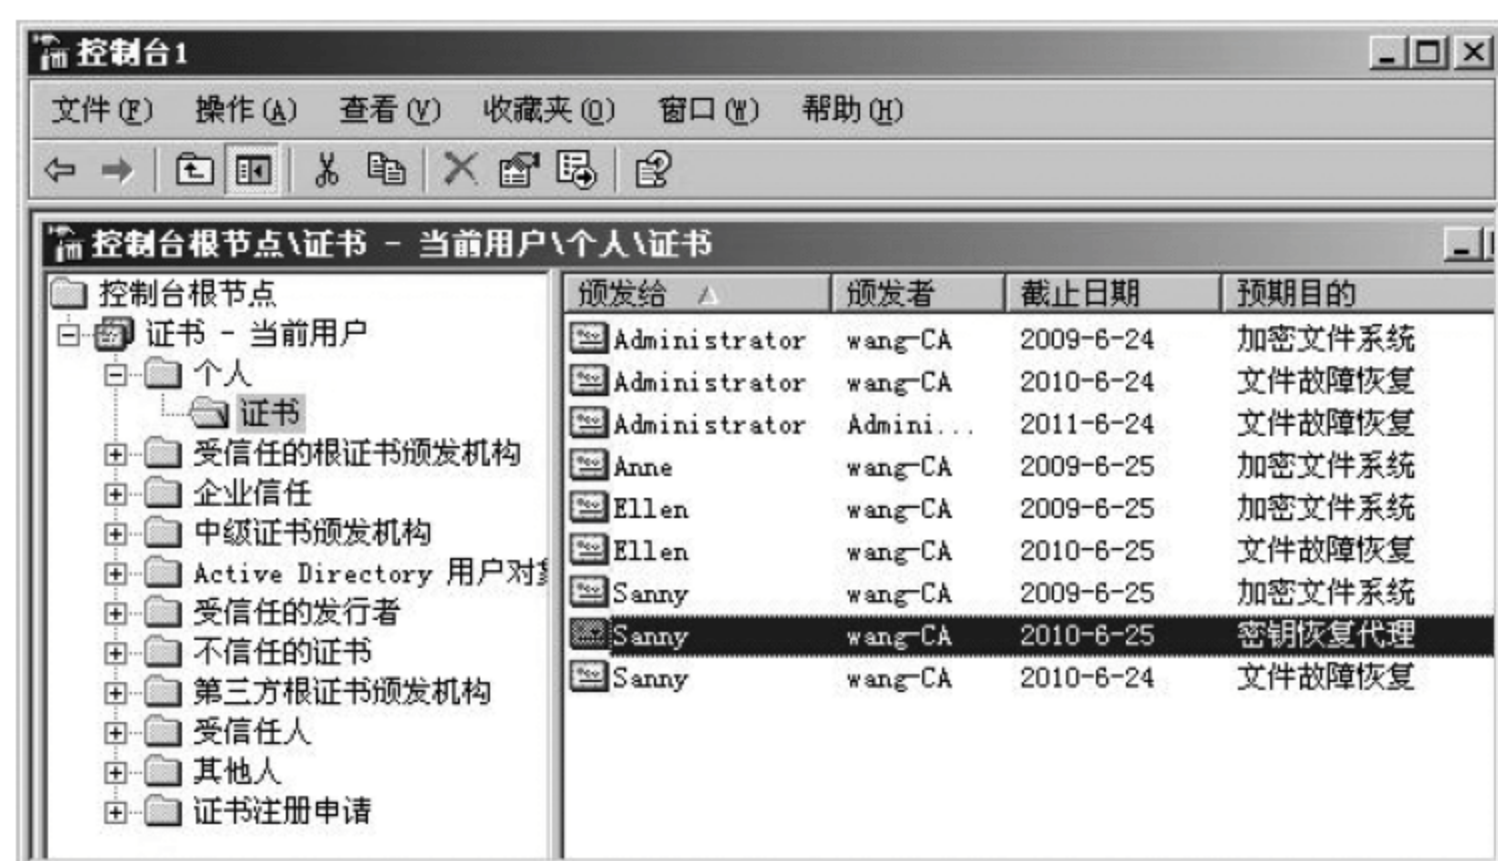 控制台1
文件(F) 操作(A) 查看(V) 收藏夹(O) 窗口(W) 帮助(H)
控制台根节点\证书 - 当前用户\个人\证书
控制台根节点
证书 - 当前用户
个人
证书
受信任的根证书颁发机构
企业信任
中级证书颁发机构
Active Directory 用户对
受信任的发行者
不信任的证书
第三方根证书颁发机构
受信任人
其他人
证书注册申请
颁发给 颁发者 截止日期 预期目的
Administrator wang-CA 2009-6-24 加密文件系统
Administrator wang-CA 2010-6-24 文件故障恢复
Administrator Admini... 2011-6-24 文件故障恢复
Anne wang-CA 2009-6-25 加密文件系统
Ellen wang-CA 2009-6-25 加密文件系统
Ellen wang-CA 2010-6-25 文件故障恢复
Sanny wang-CA 2009-6-25 加密文件系统
Sanny wang-CA 2010-6-25 密钥恢复代理
Sanny wang-CA 2010-6-24 文件故障恢复